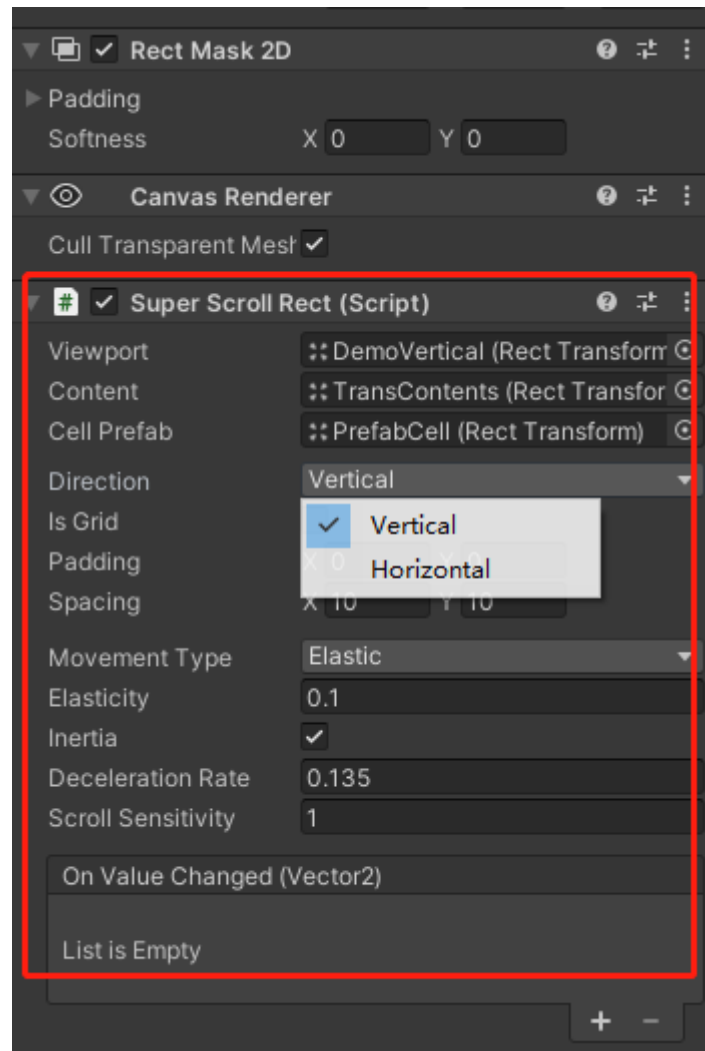 Rect Mask 2D
Padding
Softness X 0 Y 0
Canvas Renderer
Cull Transparent Mesh
# Super Scroll Rect (Script)
Viewport DemoVertical (Rect Transform
Content TransContents (Rect Transfor
Cell Prefab PrefabCell (Rect Transform)
Direction Vertical
Is Grid Vertical
Padding X 0 Y 0
Horizontal
Spacing X 10 Y 10
Movement Type Elastic
Elasticity 0.1
Inertia
Deceleration Rate 0.135
Scroll Sensitivity 1
On Value Changed (Vector2)
List is Empty
+ −